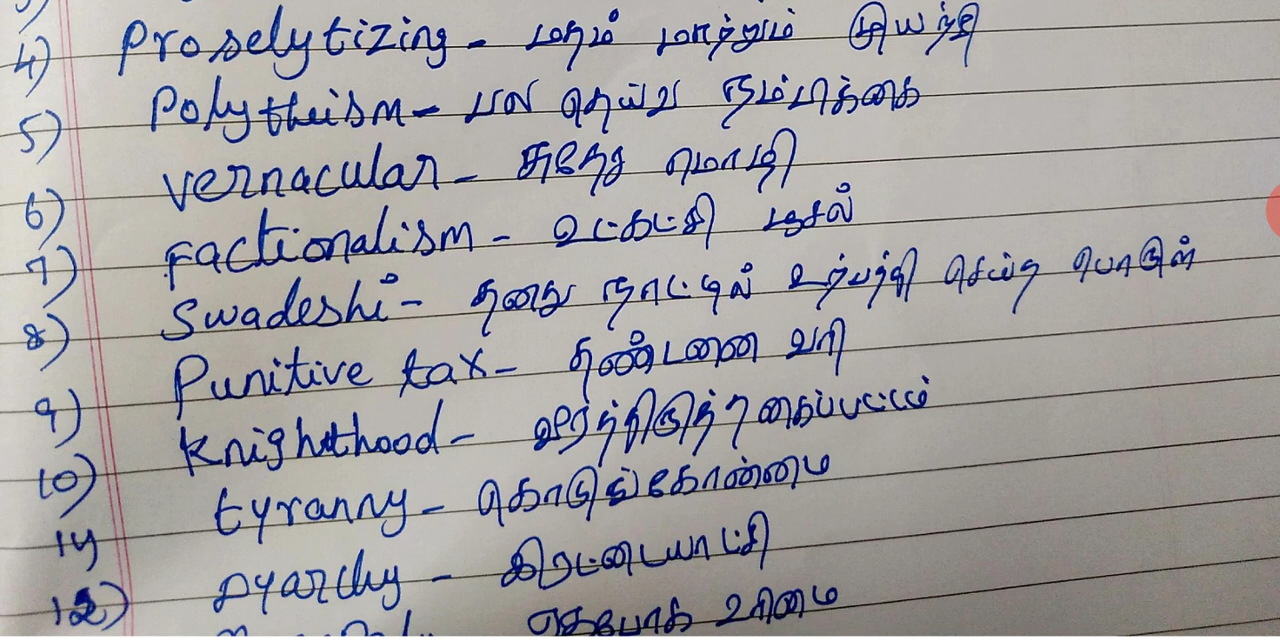 4) Proselytizing - மதம் மாற்றும் முயற்சி
5) Polytheism - பல தெய்வ நம்பிக்கை
6) Vernacular - சுதேச மொழி
7) Factionalism - உட்கட்சி பூசல்
8) Swadeshi - தனது நாட்டில் உற்பத்தி செய்த பொருள்
9) Punitive tax - தண்டனை வரி
10) Knighthood - வீரத்திருத்தகைப்பட்டம்
11) tyranny - கொடுங்கோன்மை
12) Dyarchy - இரட்டையாட்சி
உரிமை